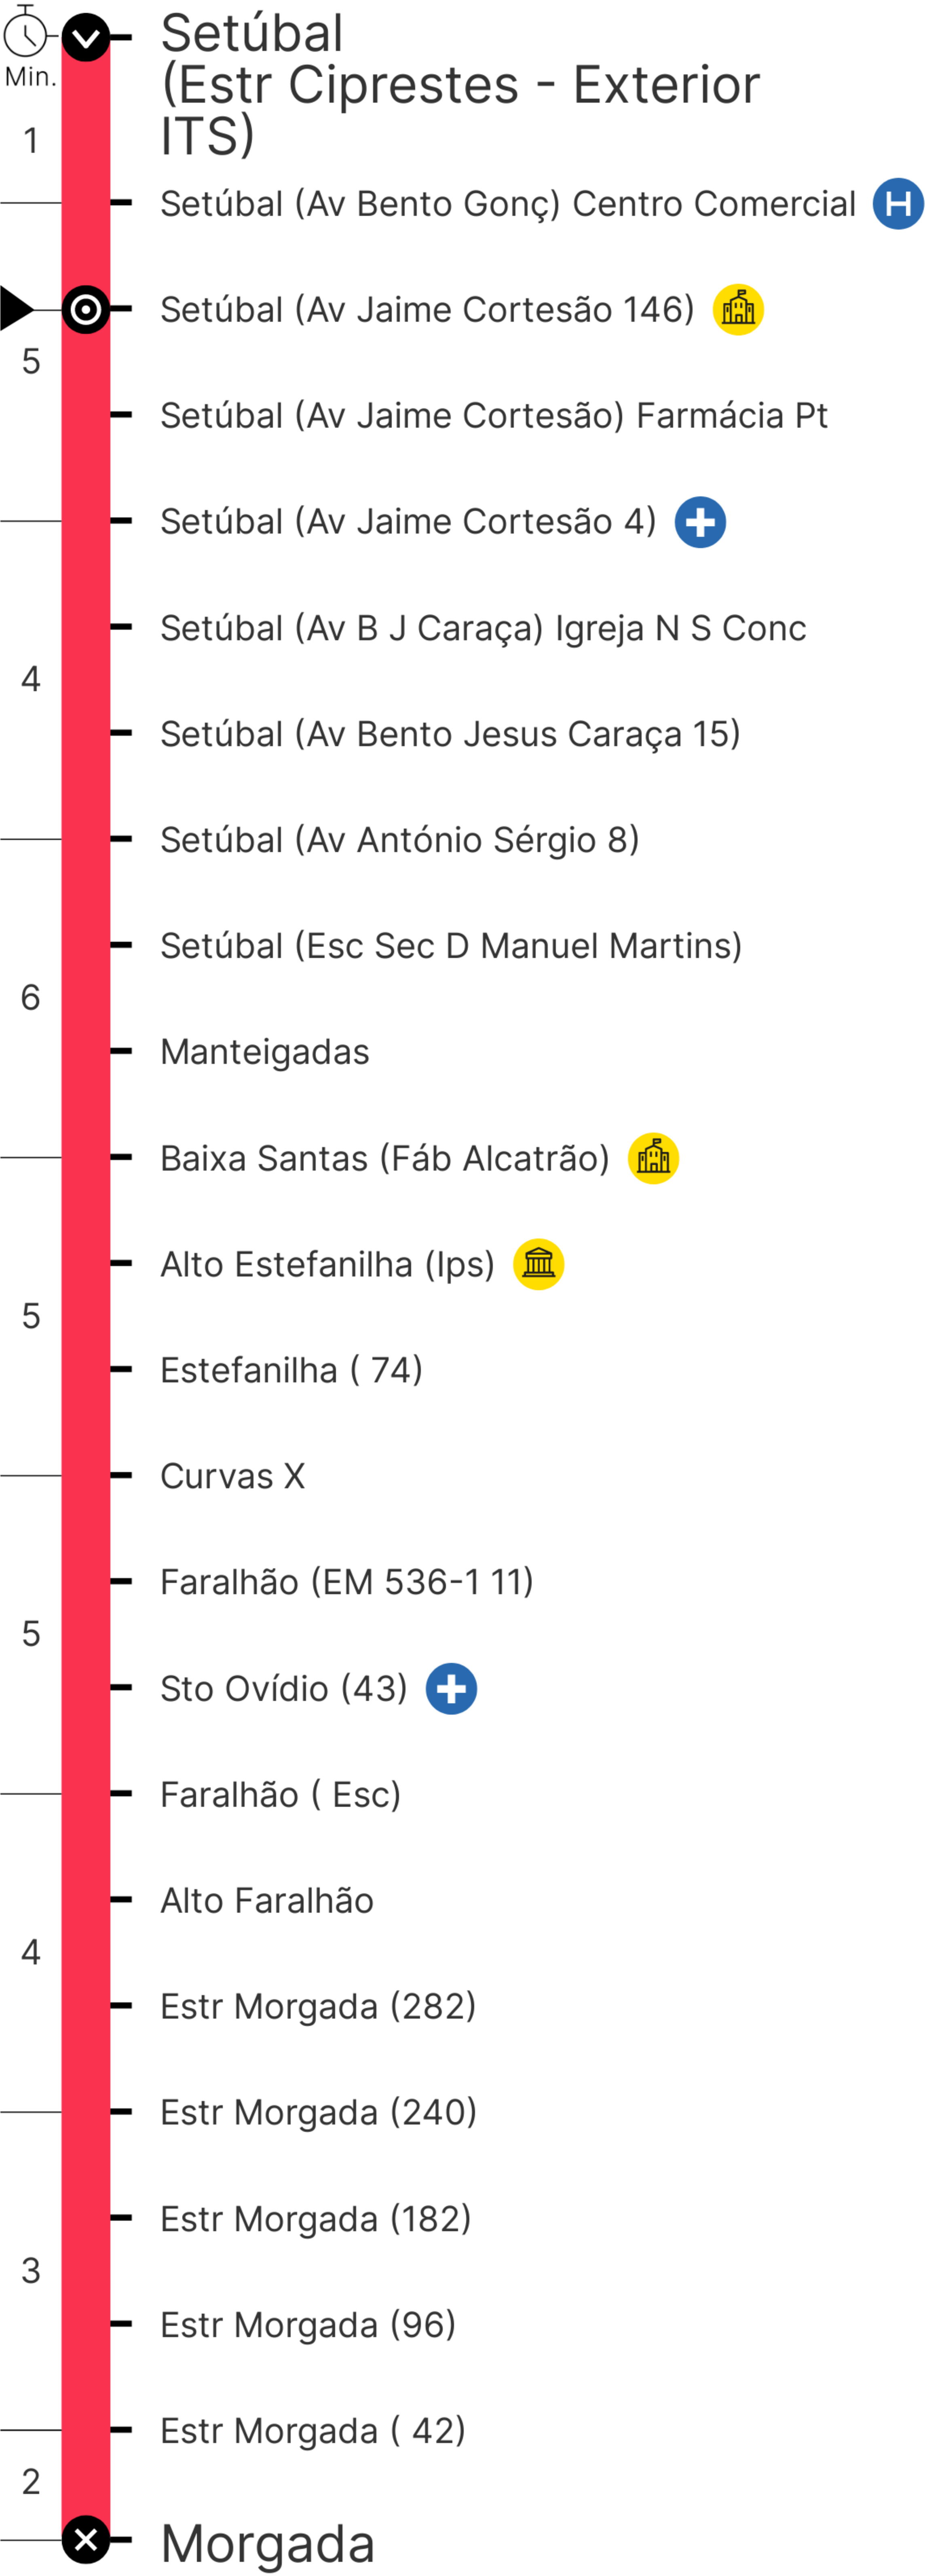 Setúbal
(Estr Ciprestes - Exterior
ITS)
Min.
1
Setúbal (Av Bento Gonç) Centro Comercial H
Setúbal (Av Jaime Cortesão 146)
5
Setúbal (Av Jaime Cortesão) Farmácia Pt
Setúbal (Av Jaime Cortesão 4)
Setúbal (Av B J Caraça) Igreja N S Conc
4
Setúbal (Av Bento Jesus Caraça 15)
Setúbal (Av António Sérgio 8)
Setúbal (Esc Sec D Manuel Martins)
6
Manteigadas
Baixa Santas (Fáb Alcatrão)
Alto Estefanilha (Ips)
5
Estefanilha ( 74)
Curvas X
Faralhão (EM 536-1 11)
5
Sto Ovídio (43)
Faralhão ( Esc)
Alto Faralhão
4
Estr Morgada (282)
Estr Morgada (240)
Estr Morgada (182)
3
Estr Morgada (96)
Estr Morgada ( 42)
2
Morgada